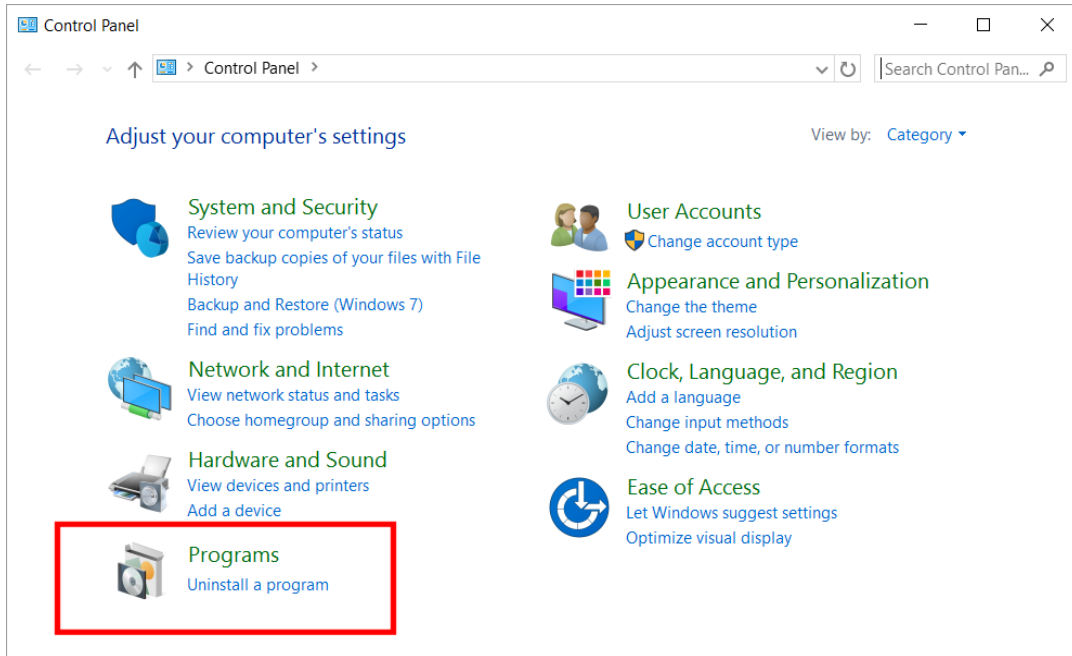 Control Panel
Control Panel
Search Control Pan...
Adjust your computer's settings
View by: Category
System and Security
Review your computer's status
Save backup copies of your files with File
History
Backup and Restore (Windows 7)
Find and fix problems
Network and Internet
View network status and tasks
Choose homegroup and sharing options
Hardware and Sound
View devices and printers
Add a device
Programs
Uninstall a program
User Accounts
Change account type
Appearance and Personalization
Change the theme
Adjust screen resolution
Clock, Language, and Region
Add a language
Change input methods
Change date, time, or number formats
Ease of Access
Let Windows suggest settings
Optimize visual display